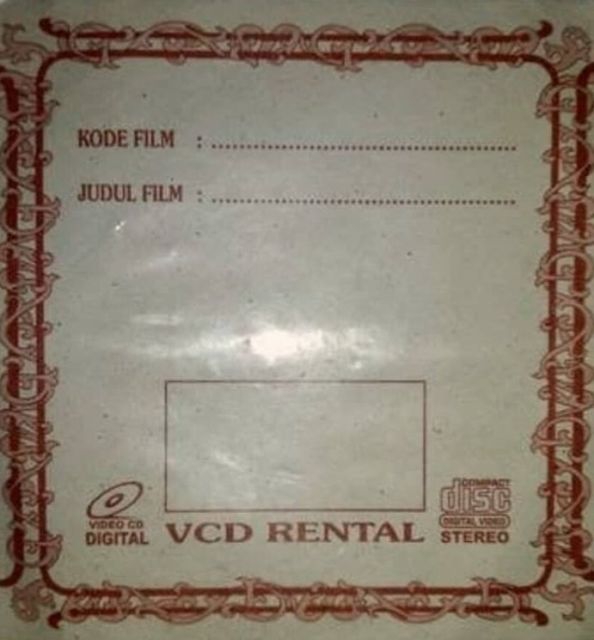 KODE FILM : ..........................................................
JUDUL FILM : ..........................................................
VIDEO CD
DIGITAL
VCD RENTAL
COMPACT
disc
DIGITAL VIDEO
STEREO